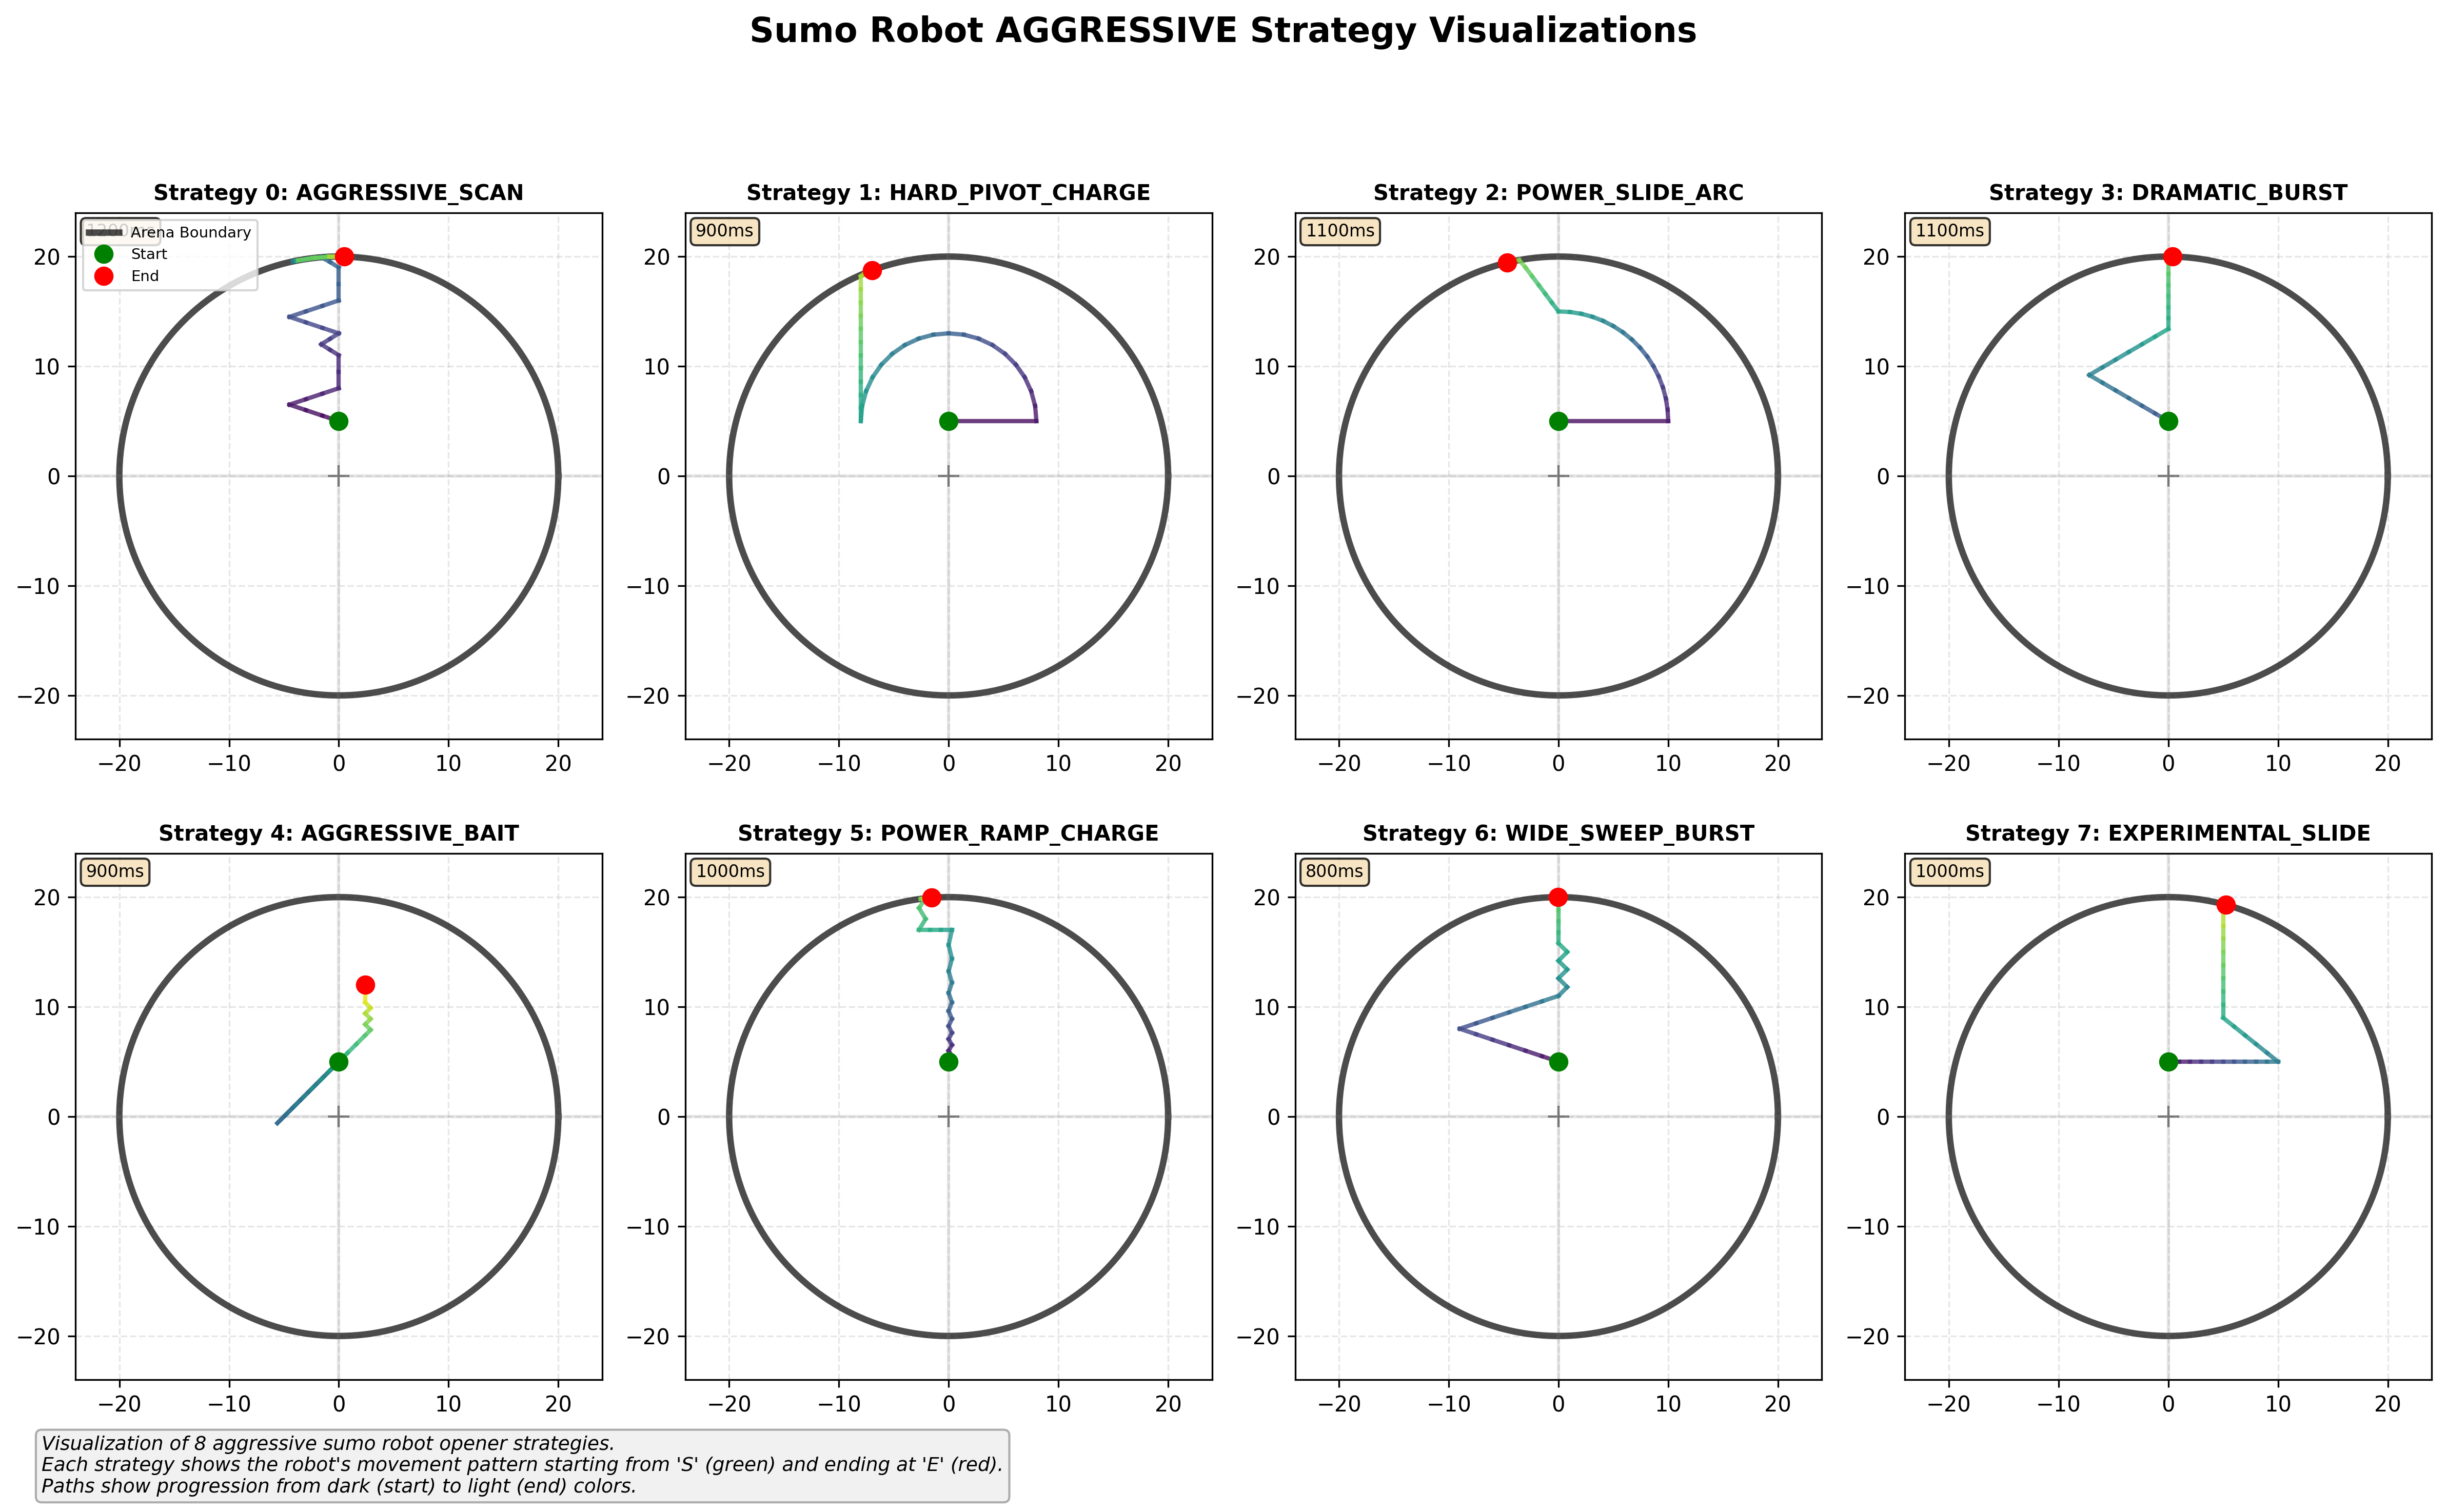 Sumo Robot AGGRESSIVE Strategy Visualizations
Strategy 0: AGGRESSIVE_SCAN
1200ms
Arena Boundary
Start
End
20
10
0
−10
−20
−20 −10 0 10 20
Strategy 1: HARD_PIVOT_CHARGE
900ms
20
10
0
−10
−20
−20 −10 0 10 20
Strategy 2: POWER_SLIDE_ARC
1100ms
20
10
0
−10
−20
−20 −10 0 10 20
Strategy 3: DRAMATIC_BURST
1100ms
20
10
0
−10
−20
−20 −10 0 10 20
Strategy 4: AGGRESSIVE_BAIT
900ms
20
10
0
−10
−20
−20 −10 0 10 20
Strategy 5: POWER_RAMP_CHARGE
1000ms
20
10
0
−10
−20
−20 −10 0 10 20
Strategy 6: WIDE_SWEEP_BURST
800ms
20
10
0
−10
−20
−20 −10 0 10 20
Strategy 7: EXPERIMENTAL_SLIDE
1000ms
20
10
0
−10
−20
−20 −10 0 10 20
Visualization of 8 aggressive sumo robot opener strategies.
Each strategy shows the robot's movement pattern starting from 'S' (green) and ending at 'E' (red).
Paths show progression from dark (start) to light (end) colors.